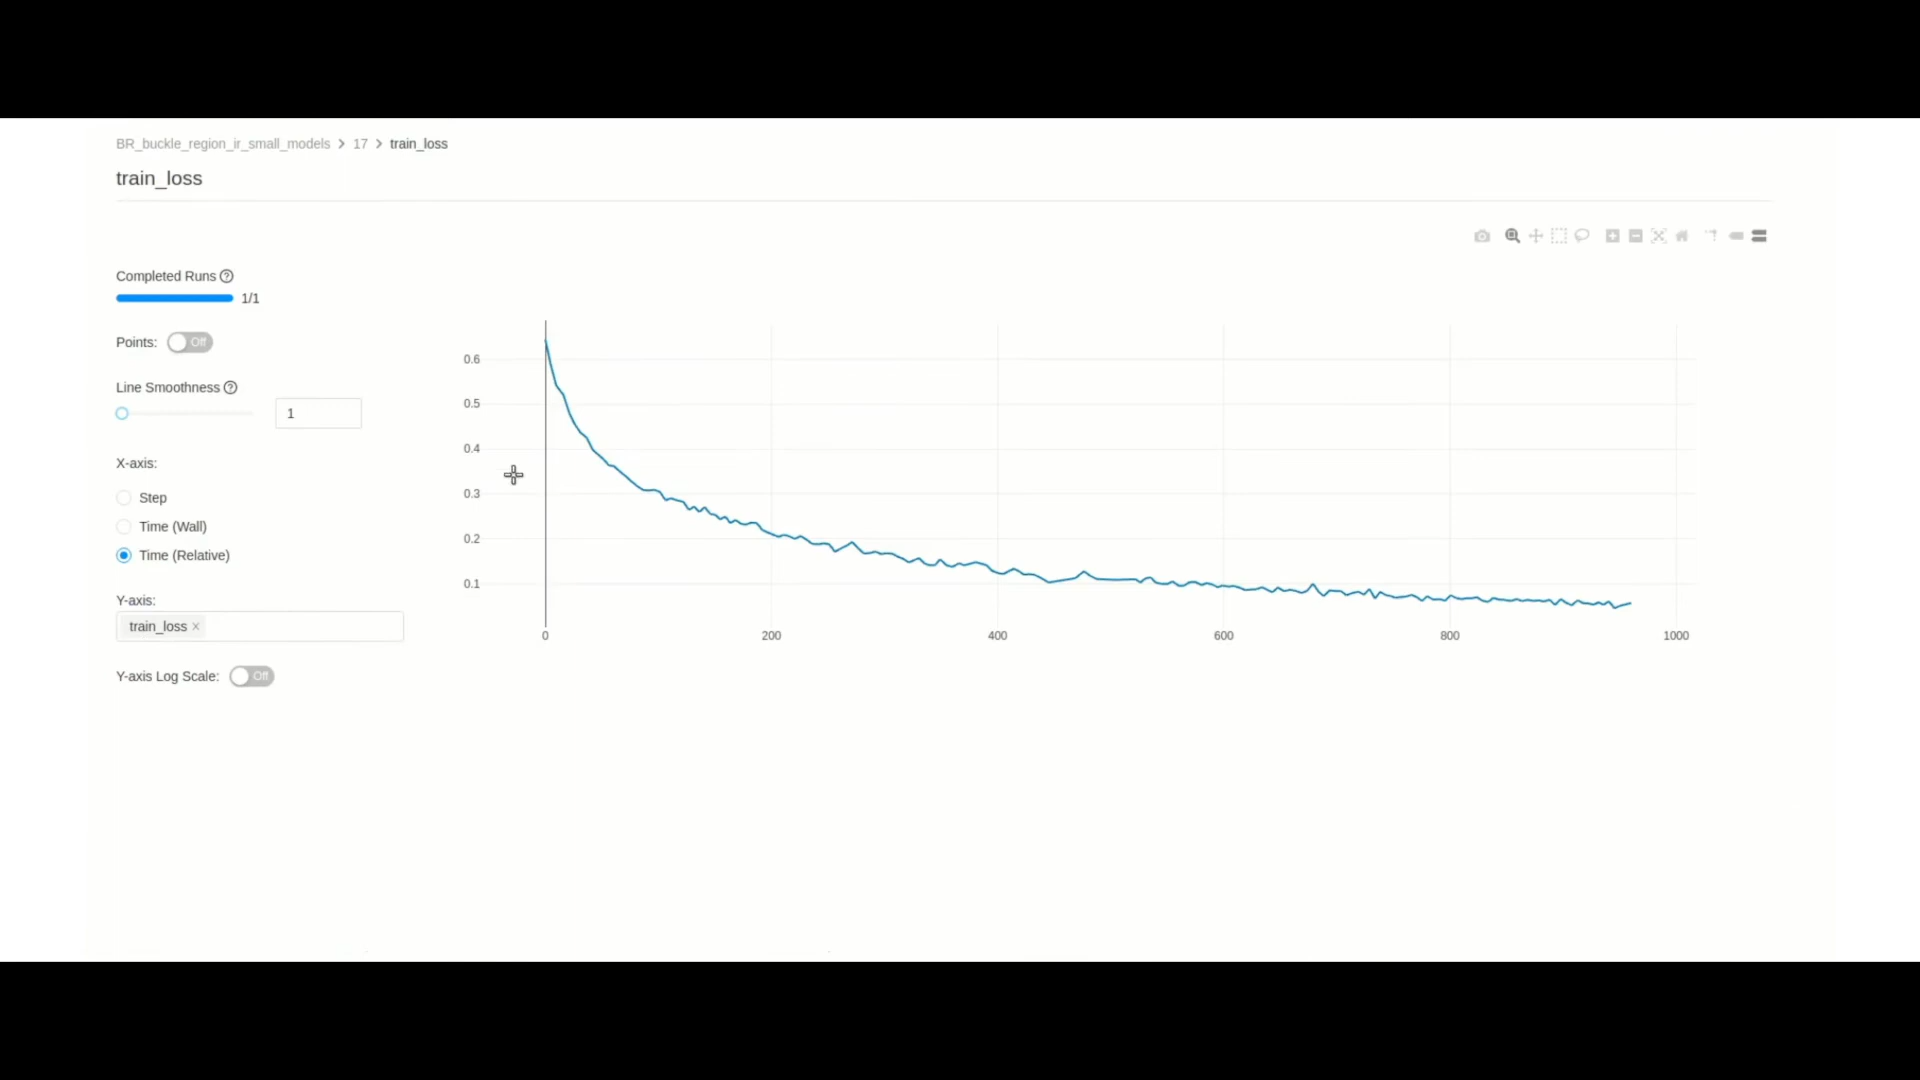 BR_buckle_region_ir_small_models > 17 > train_loss
train_loss
Completed Runs ?
1/1
Points: Off
Line Smoothness ?
1
X-axis:
Step
Time (Wall)
Time (Relative)
Y-axis:
train_loss ×
Y-axis Log Scale: Off
0.6
0.5
0.4
0.3
0.2
0.1
0 200 400 600 800 1000